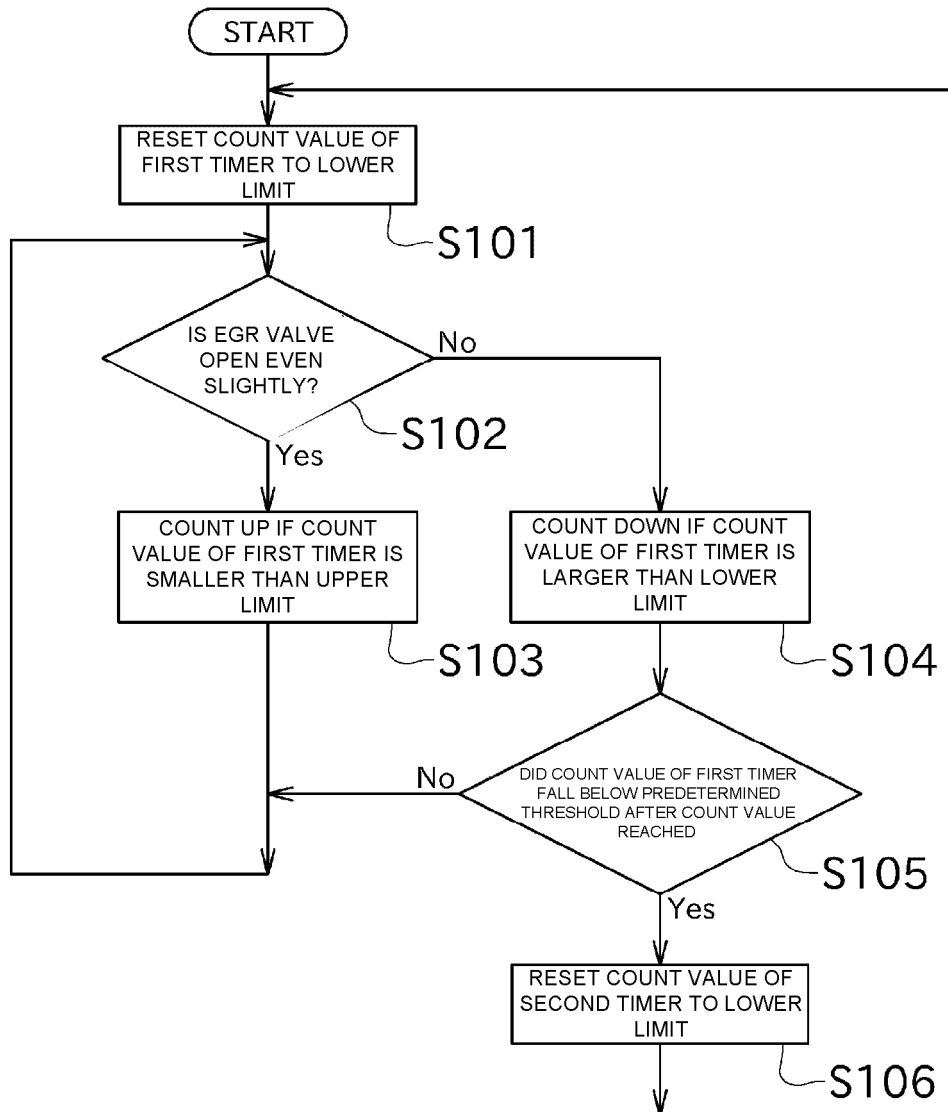 START
RESET COUNT VALUE OF
FIRST TIMER TO LOWER
LIMIT
S101
IS EGR VALVE
OPEN EVEN
SLIGHTLY?
No
S102
Yes
COUNT UP IF COUNT
VALUE OF FIRST TIMER IS
SMALLER THAN UPPER
LIMIT
S103
COUNT DOWN IF COUNT
VALUE OF FIRST TIMER IS
LARGER THAN LOWER
LIMIT
S104
No
DID COUNT VALUE OF FIRST TIMER
FALL BELOW PREDETERMINED
THRESHOLD AFTER COUNT VALUE
REACHED
S105
Yes
RESET COUNT VALUE OF
SECOND TIMER TO LOWER
LIMIT
S106